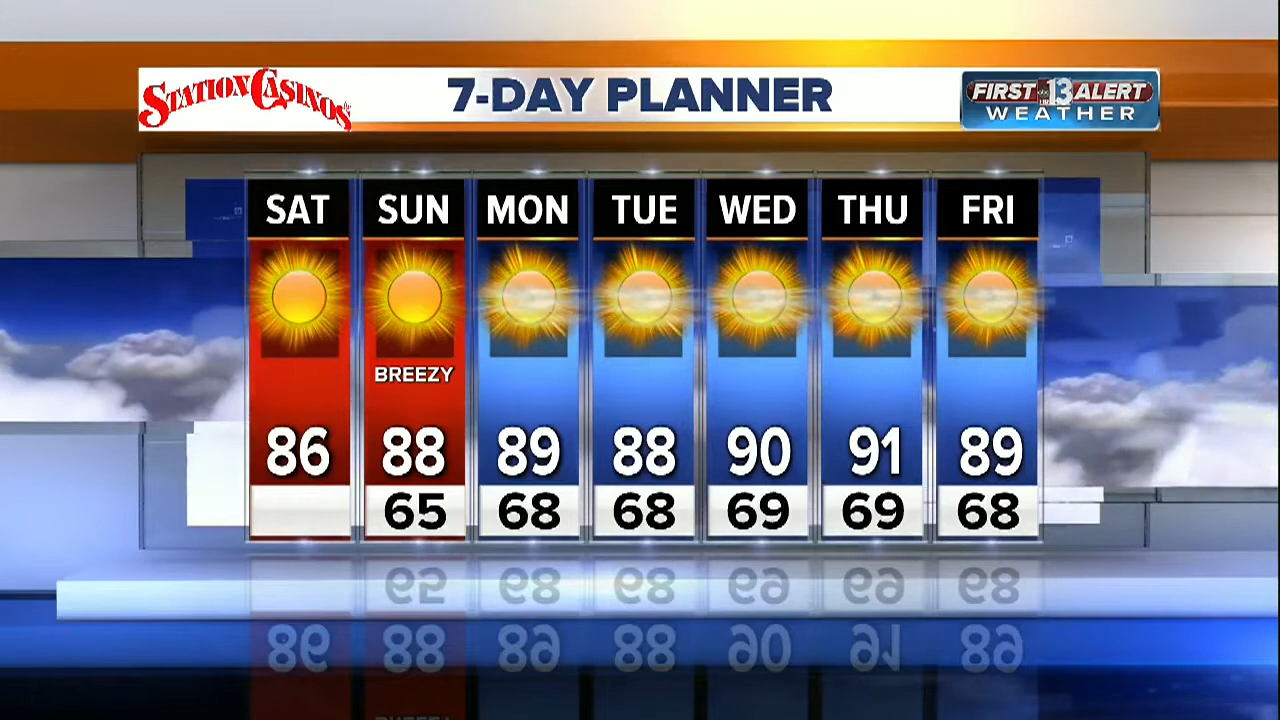 STATION CASINOS
7-DAY PLANNER
FIRST abc 13 ALERT
WEATHER
SAT SUN MON TUE WED THU FRI
BREEZY
86 88 89 88 90 91 89
65 68 68 69 69 68